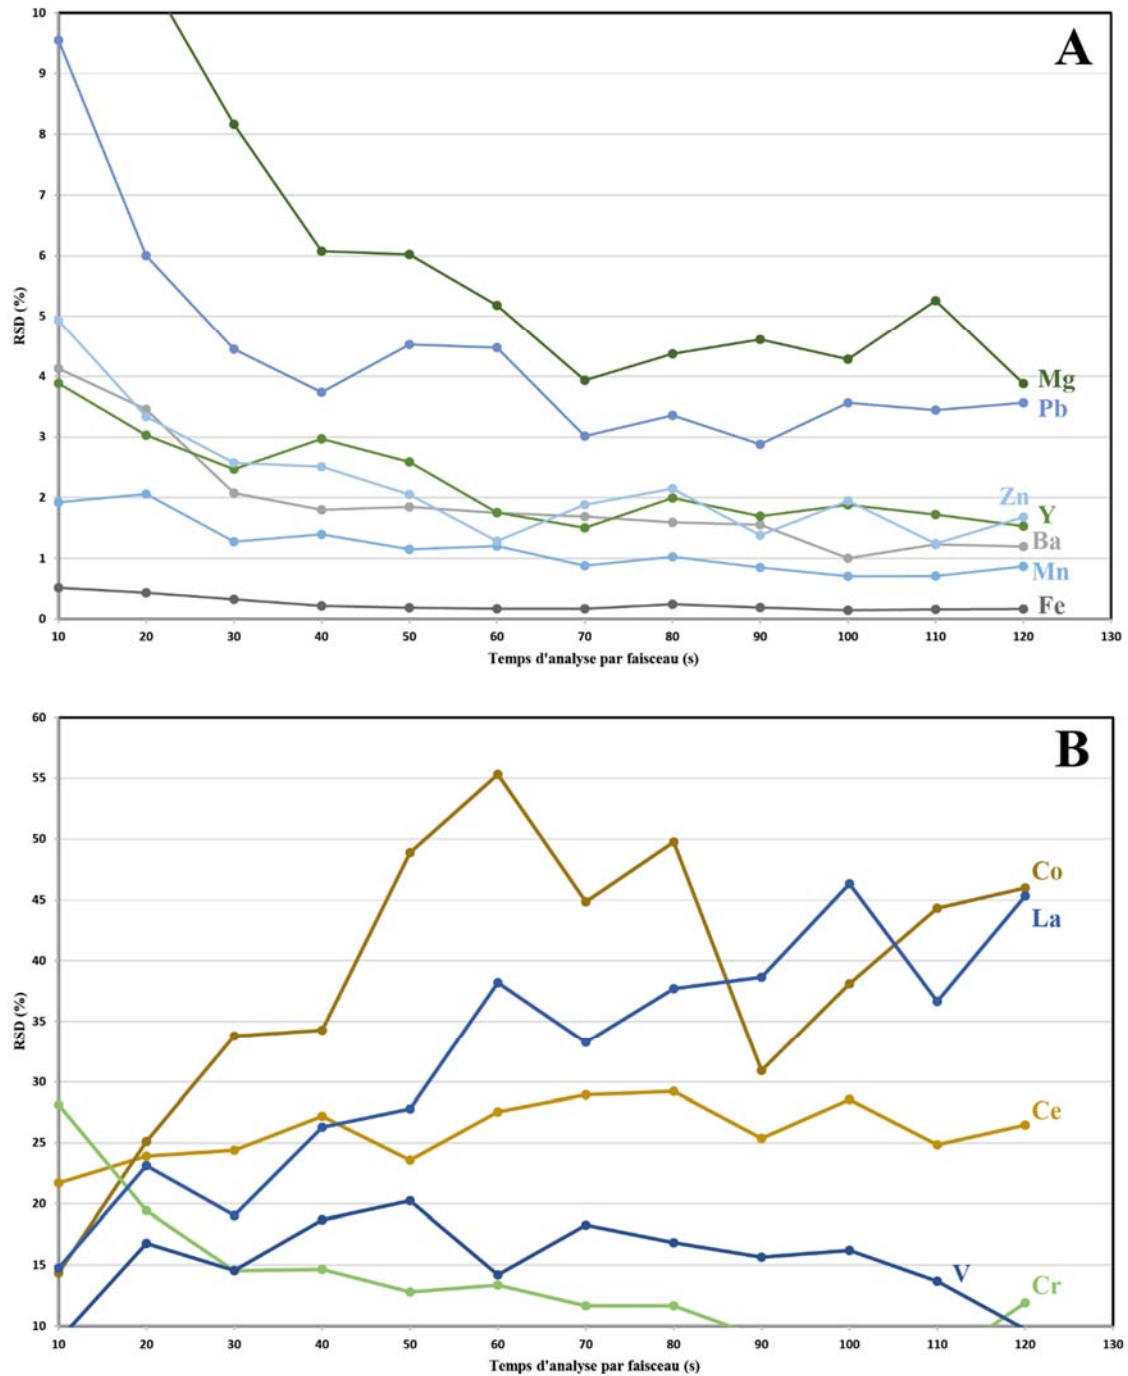 A
10
9
8
7
6
5
4
3
2
1
0
RSD (%)
Mg
Pb
Zn
Y
Ba
Mn
Fe
10 20 30 40 50 60 70 80 90 100 110 120 130
Temps d'analyse par faisceau (s)
B
60
55
50
45
40
35
30
25
20
15
10
RSD (%)
Co
La
Ce
V
Cr
10 20 30 40 50 60 70 80 90 100 110 120 130
Temps d'analyse par faisceau (s)